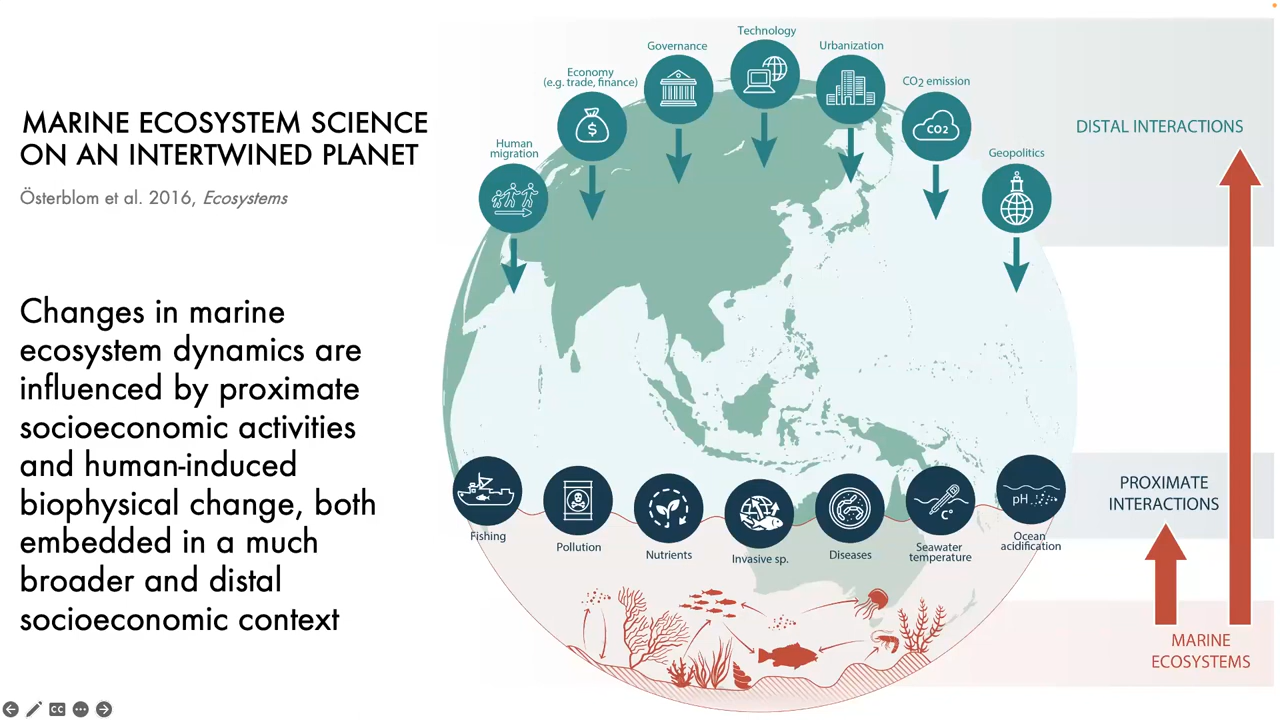 MARINE ECOSYSTEM SCIENCE
ON AN INTERTWINED PLANET
Österblom et al. 2016, Ecosystems
Changes in marine
ecosystem dynamics are
influenced by proximate
socioeconomic activities
and human-induced
biophysical change, both
embedded in a much
broader and distal
socioeconomic context
Human
migration
Economy
(e.g. trade, finance)
$
Governance
Technology
Urbanization
CO2 emission
CO2
Geopolitics
DISTAL INTERACTIONS
Fishing
Pollution
Nutrients
Invasive sp.
Diseases
C°
Seawater
temperature
pH
Ocean
acidification
PROXIMATE
INTERACTIONS
MARINE
ECOSYSTEMS
CC